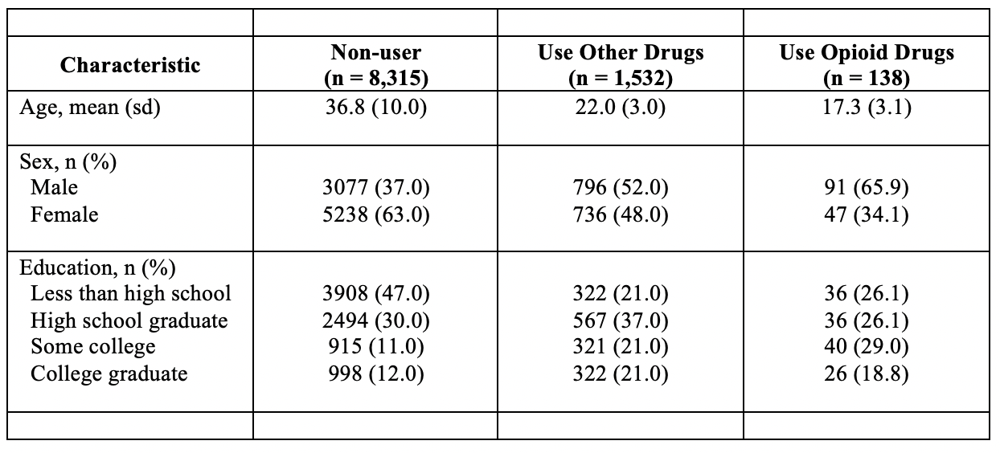 Characteristic Non-user (n = 8,315) Use Other Drugs (n = 1,532) Use Opioid Drugs (n = 138)
Age, mean (sd) 36.8 (10.0) 22.0 (3.0) 17.3 (3.1)
Sex, n (%)
Male 3077 (37.0) 796 (52.0) 91 (65.9)
Female 5238 (63.0) 736 (48.0) 47 (34.1)
Education, n (%)
Less than high school 3908 (47.0) 322 (21.0) 36 (26.1)
High school graduate 2494 (30.0) 567 (37.0) 36 (26.1)
Some college 915 (11.0) 321 (21.0) 40 (29.0)
College graduate 998 (12.0) 322 (21.0) 26 (18.8)